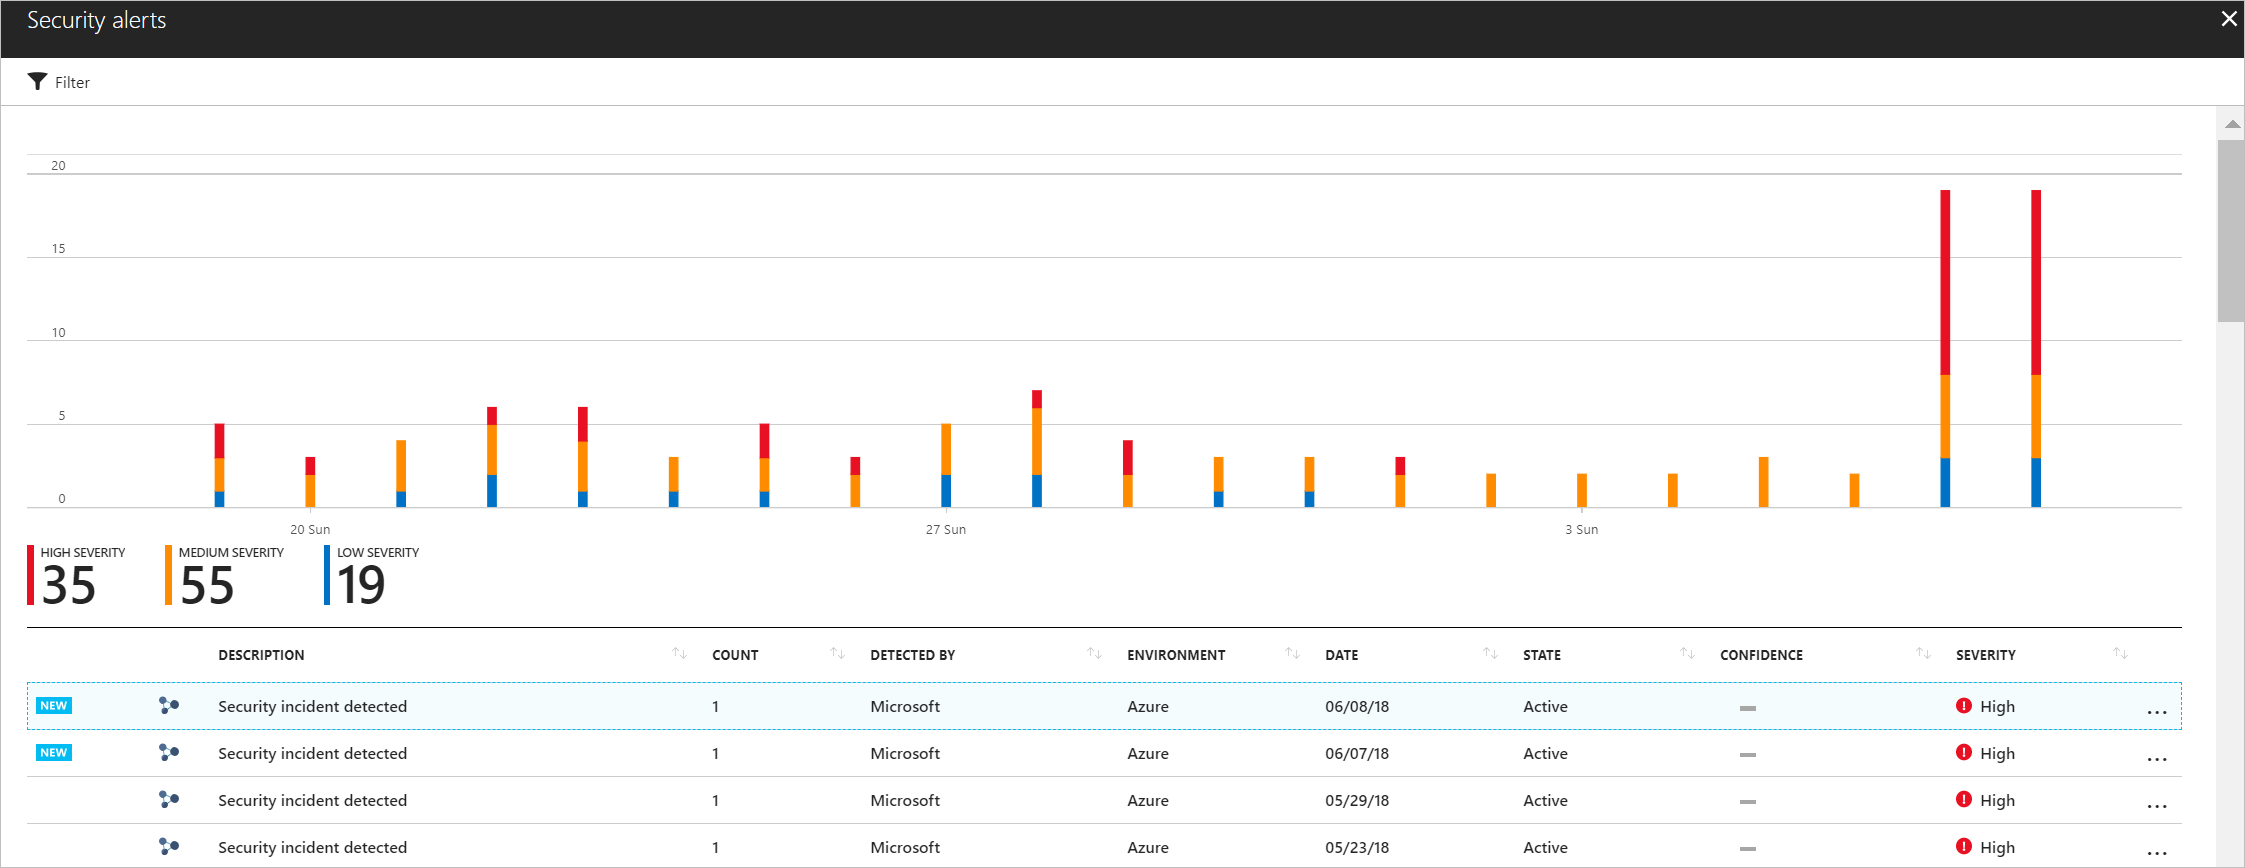 Security alerts
Filter
20
15
10
5
0
20 Sun 27 Sun 3 Sun
HIGH SEVERITY MEDIUM SEVERITY LOW SEVERITY
35 55 19
DESCRIPTION COUNT DETECTED BY ENVIRONMENT DATE STATE CONFIDENCE SEVERITY
NEW Security incident detected 1 Microsoft Azure 06/08/18 Active High ...
NEW Security incident detected 1 Microsoft Azure 06/07/18 Active High ...
Security incident detected 1 Microsoft Azure 05/29/18 Active High ...
Security incident detected 1 Microsoft Azure 05/23/18 Active High ...